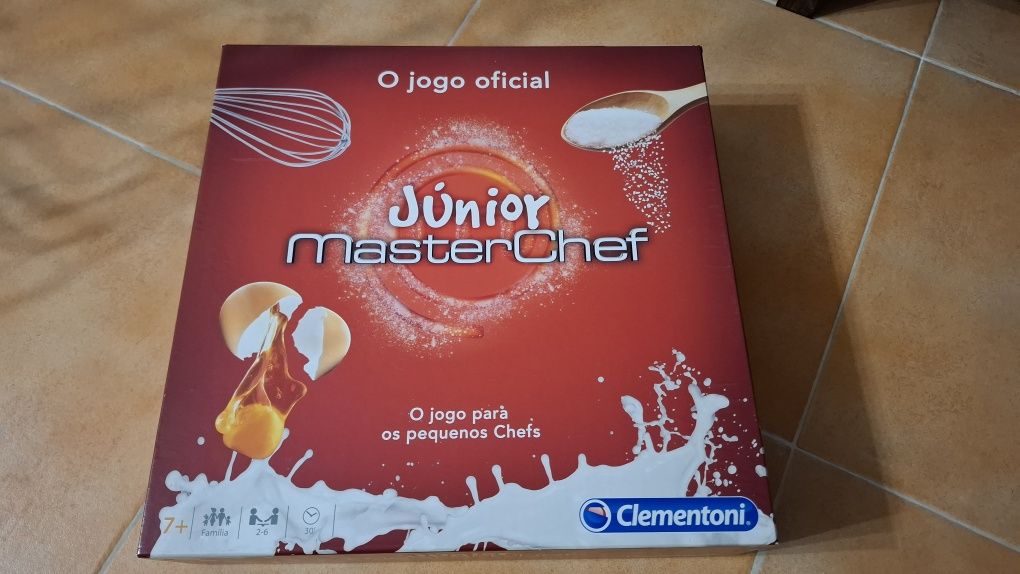 O jogo oficial
Júnior
MasterChef
O jogo para
os pequenos Chefs
7+
Família
2-6
30'
Clementoni®